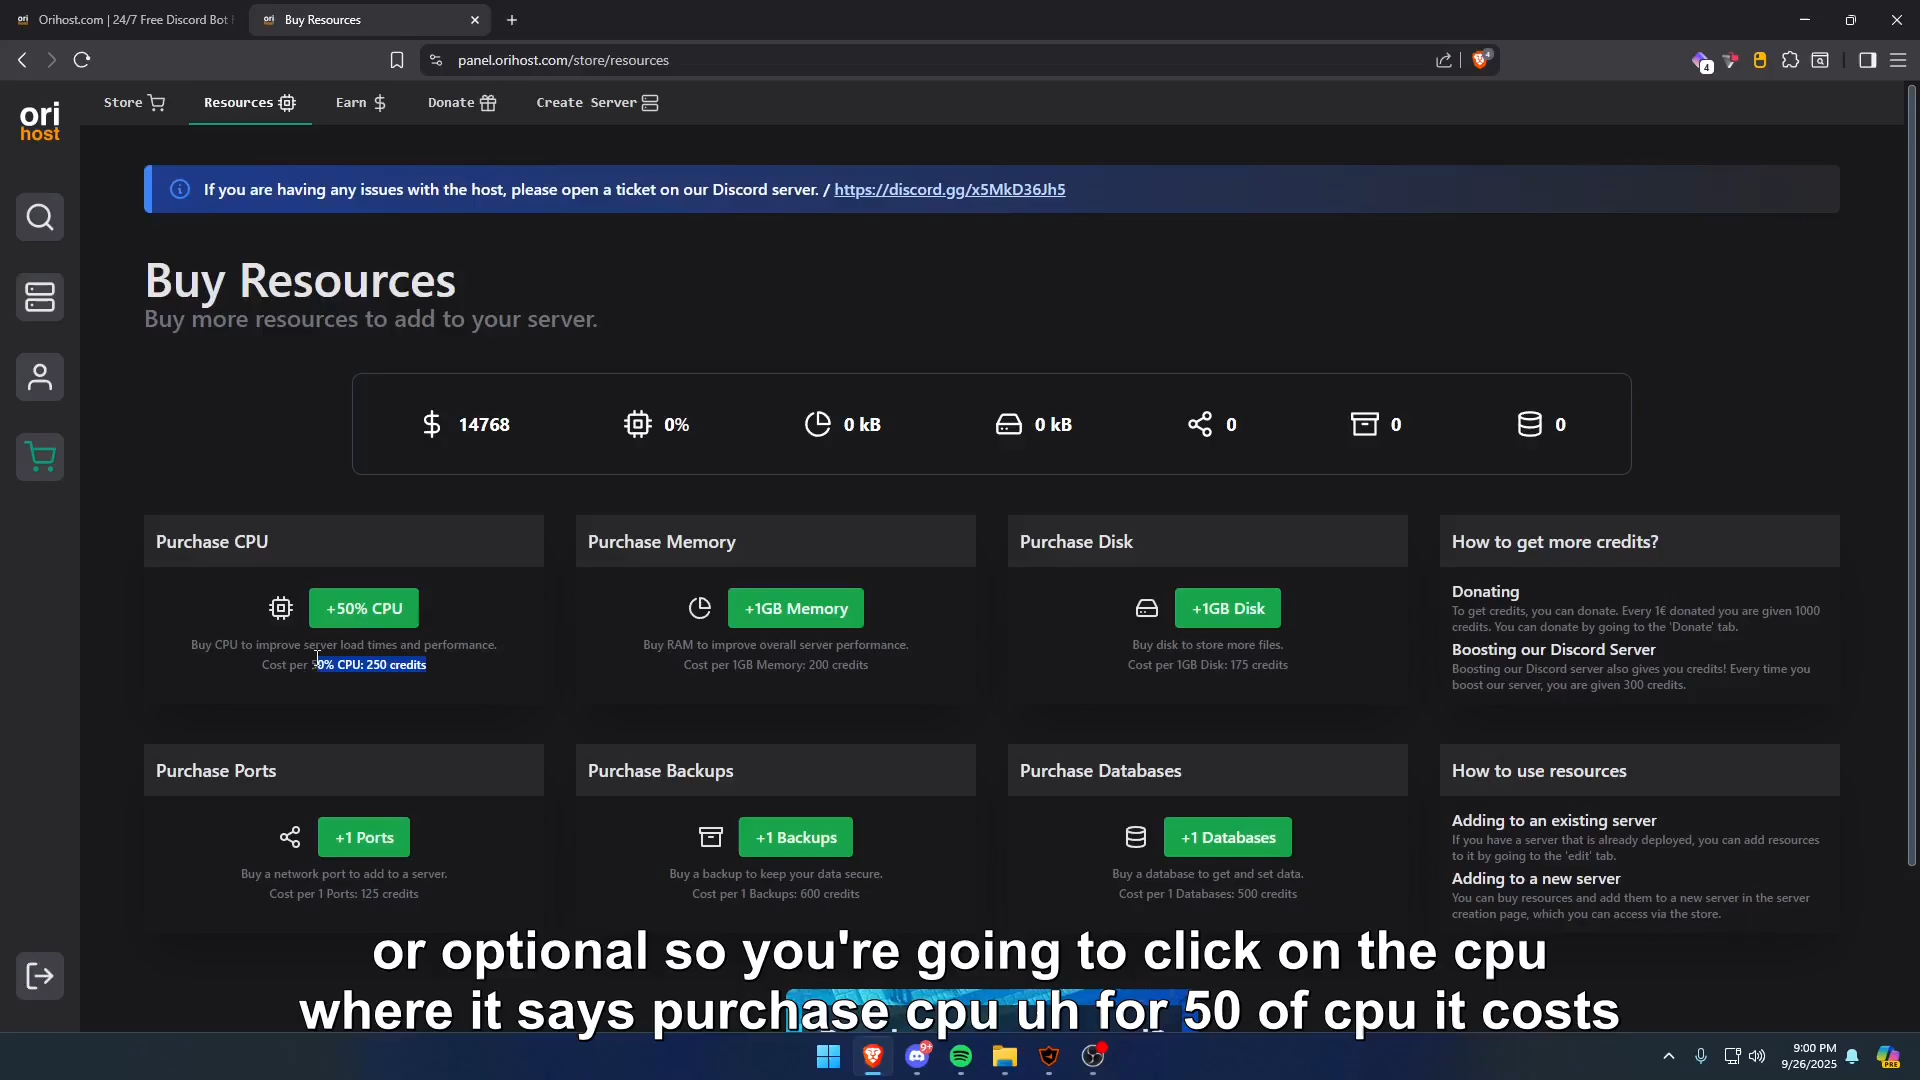 Orihost.com | 24/7 Free Discord Bot
Buy Resources
panel.orihost.com/store/resources
4
4
Store
Resources
Earn
Donate
Create Server
ori
host
If you are having any issues with the host, please open a ticket on our Discord server. / https://discord.gg/x5MkD36Jh5
Buy Resources
Buy more resources to add to your server.
14768
0%
0 kB
0 kB
0
0
0
Purchase CPU
+50% CPU
Buy CPU to improve server load times and performance.
Cost per 50% CPU: 250 credits
Purchase Memory
+1GB Memory
Buy RAM to improve overall server performance.
Cost per 1GB Memory: 200 credits
Purchase Disk
+1GB Disk
Buy disk to store more files.
Cost per 1GB Disk: 175 credits
How to get more credits?
Donating
To get credits, you can donate. Every 1€ donated you are given 1000
credits. You can donate by going to the 'Donate' tab.
Boosting our Discord Server
Boosting our Discord server also gives you credits! Every time you
boost our server, you are given 300 credits.
Purchase Ports
+1 Ports
Buy a network port to add to a server.
Cost per 1 Ports: 125 credits
Purchase Backups
+1 Backups
Buy a backup to keep your data secure.
Cost per 1 Backups: 600 credits
Purchase Databases
+1 Databases
Buy a database to get and set data.
Cost per 1 Databases: 500 credits
How to use resources
Adding to an existing server
If you have a server that is already deployed, you can add resources
to it by going to the 'edit' tab.
Adding to a new server
You can buy resources and add them to a new server in the server
creation page, which you can access via the store.
or optional so you're going to click on the cpu
where it says purchase cpu uh for 50 of cpu it costs
9+
9:00 PM
9/26/2025
PRE